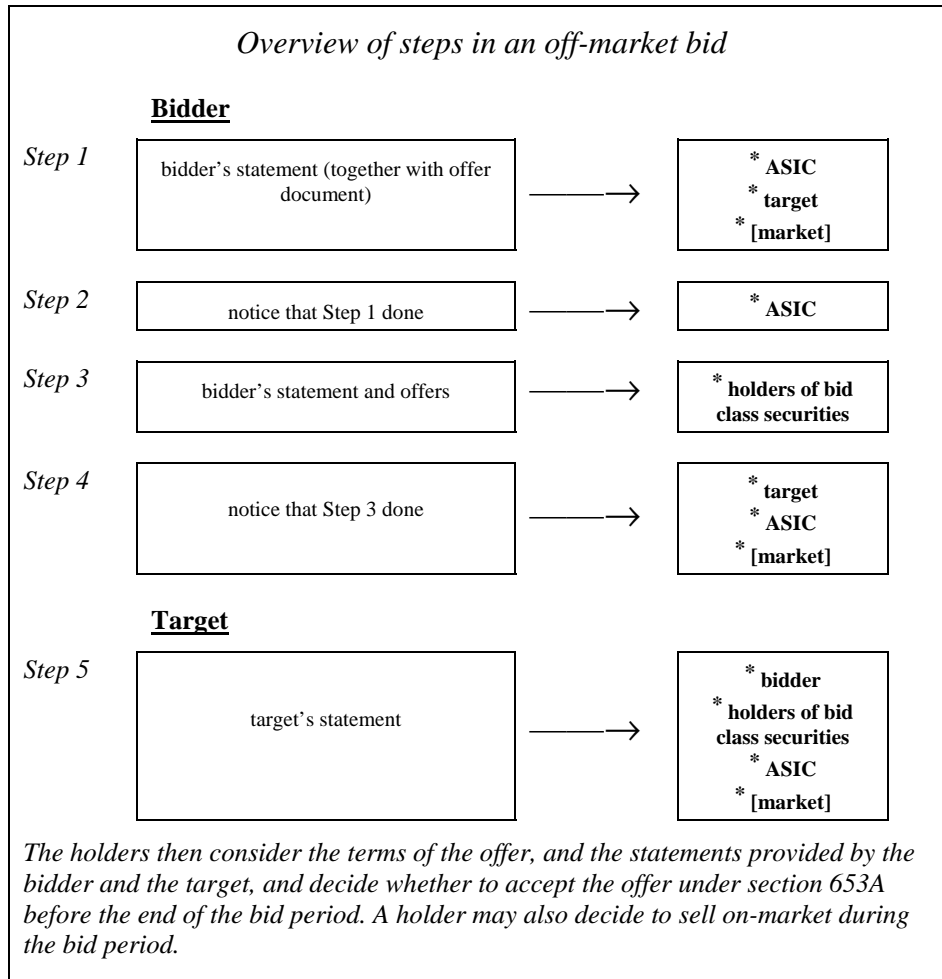 Overview of steps in an off-market bid
Bidder
Step 1
bidder's statement (together with offer
document)
* ASIC
* target
* [market]
Step 2
notice that Step 1 done
* ASIC
Step 3
bidder's statement and offers
* holders of bid
class securities
Step 4
notice that Step 3 done
* target
* ASIC
* [market]
Target
Step 5
target's statement
* bidder
* holders of bid
class securities
* ASIC
* [market]
The holders then consider the terms of the offer, and the statements provided by the
bidder and the target, and decide whether to accept the offer under section 653A
before the end of the bid period. A holder may also decide to sell on-market during
the bid period.